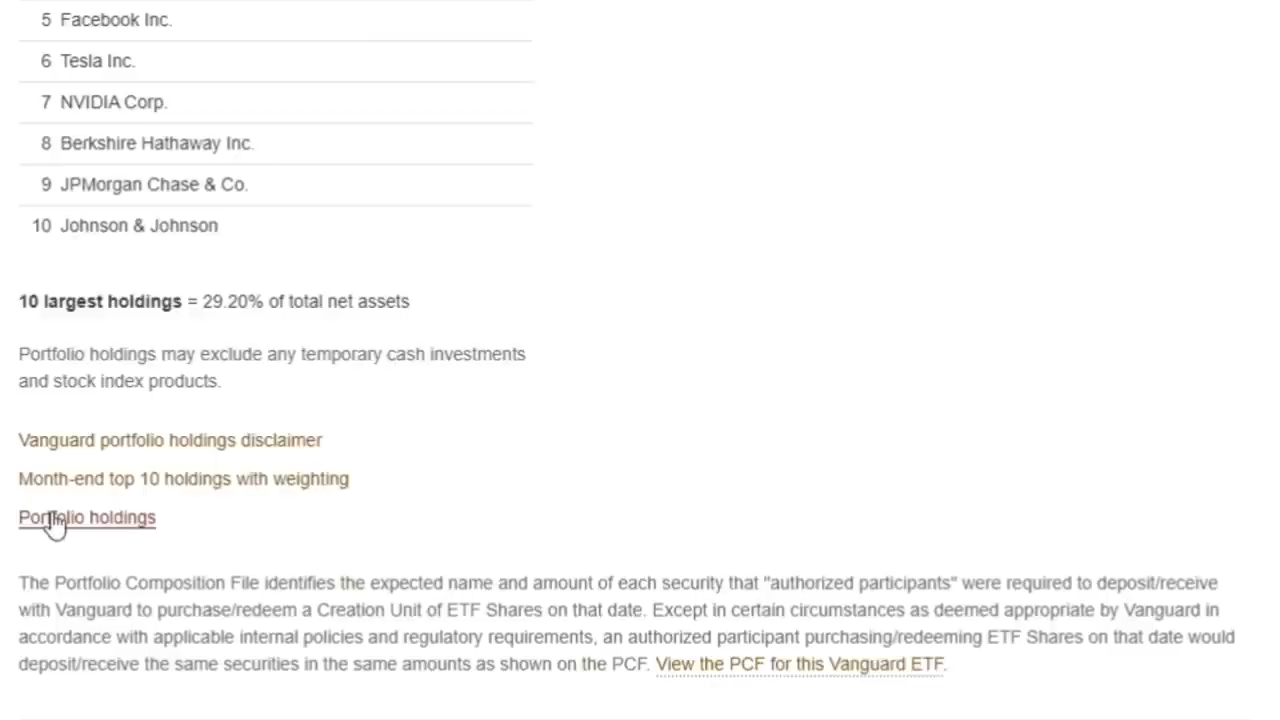 5 Facebook Inc.
6 Tesla Inc.
7 NVIDIA Corp.
8 Berkshire Hathaway Inc.
9 JPMorgan Chase & Co.
10 Johnson & Johnson
10 largest holdings = 29.20% of total net assets
Portfolio holdings may exclude any temporary cash investments
and stock index products.
Vanguard portfolio holdings disclaimer
Month-end top 10 holdings with weighting
Portfolio holdings
The Portfolio Composition File identifies the expected name and amount of each security that "authorized participants" were required to deposit/receive
with Vanguard to purchase/redeem a Creation Unit of ETF Shares on that date. Except in certain circumstances as deemed appropriate by Vanguard in
accordance with applicable internal policies and regulatory requirements, an authorized participant purchasing/redeeming ETF Shares on that date would
deposit/receive the same securities in the same amounts as shown on the PCF. View the PCF for this Vanguard ETF.